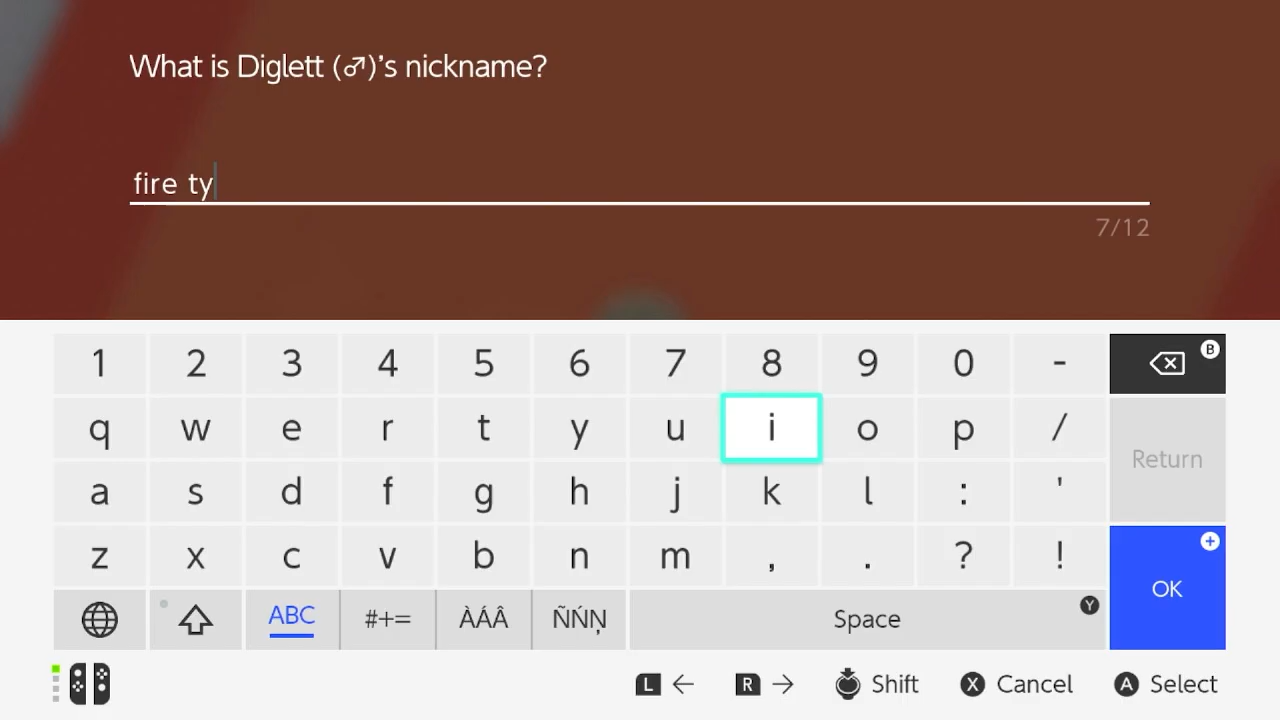 What is Diglett (♂)'s nickname?
fire ty
7/12
1 2 3 4 5 6 7 8 9 0 - B
q w e r t y u i o p / Return
a s d f g h j k l : '
z x c v b n m , . ? ! + OK
ABC #+= ÀÁÂ ÑŃŅ Space Y
L ← R → Shift X Cancel A Select